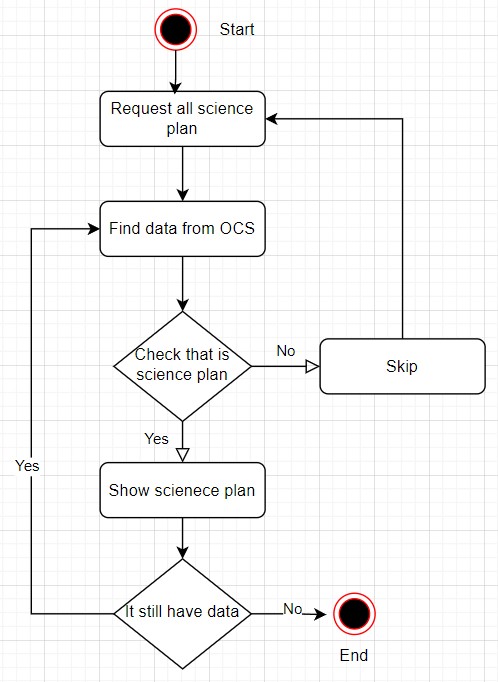 Start
Request all science
plan
Find data from OCS
Check that is
science plan
No
Skip
Yes
Show scienece plan
Yes
It still have data
No
End